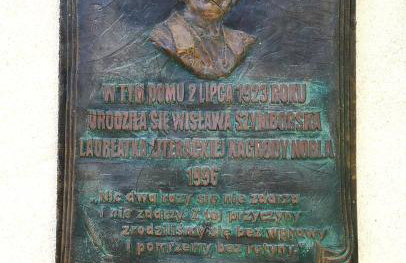 W TYM DOMU 2 LIPCA 1923 ROKU
URODZIŁA SIĘ WISŁAWA SZYMBORSKA
LAUREATKA LITERACKIEJ NAGRODY NOBLA
1996
„Nic dwa razy się nie zdarza
i nie zdarzy. Z tej przyczyny
zrodziliśmy się bez wprawy
i pomrzemy bez rutyny.”